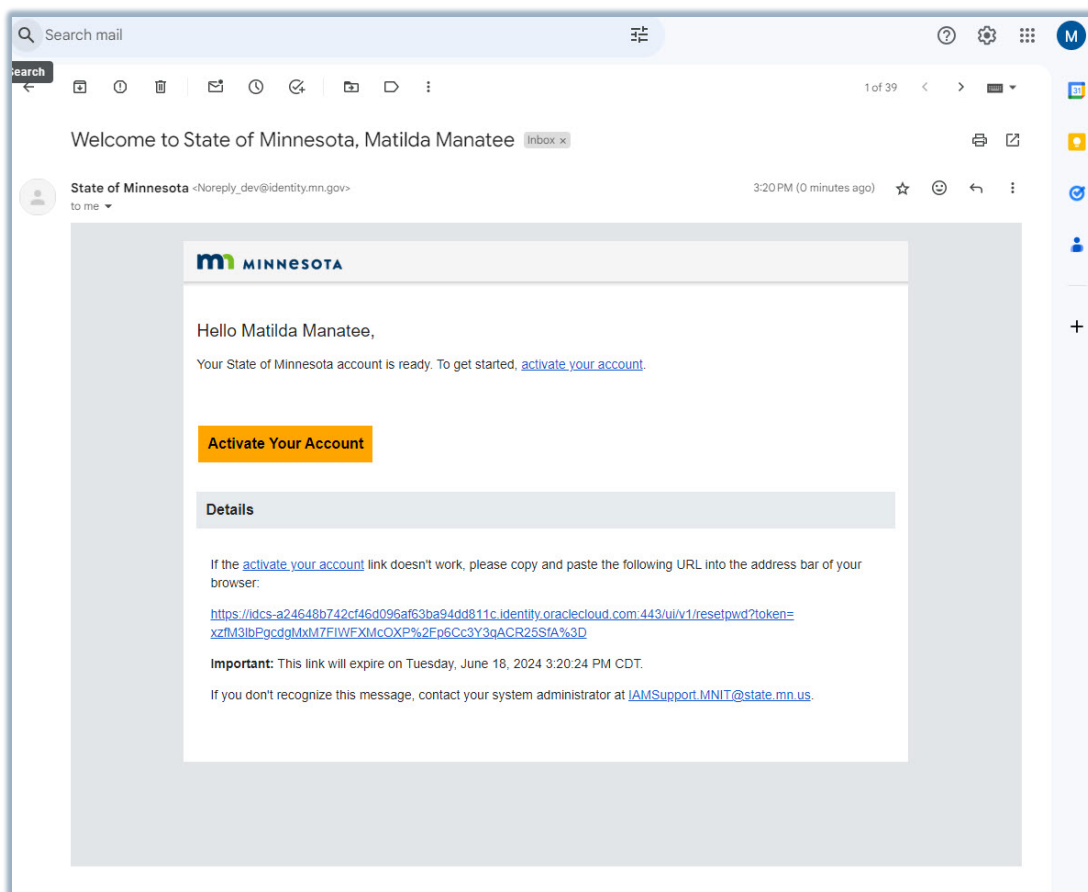 Search mail
M
Search
1 of 39
31
Welcome to State of Minnesota, Matilda Manatee Inbox x
State of Minnesota <Noreply_dev@identity.mn.gov>
3:20 PM (0 minutes ago)
to me
mn MINNESOTA
Hello Matilda Manatee,
Your State of Minnesota account is ready. To get started, activate your account.
Activate Your Account
Details
If the activate your account link doesn't work, please copy and paste the following URL into the address bar of your
browser:
https://idcs-a24648b742cf46d096af63ba94dd811c.identity.oraclecloud.com:443/ui/v1/resetpwd?token=
xzfM3IbPgcdgMxM7FIWFXMcOXP%2Fp6Cc3Y3qACR25SfA%3D
Important: This link will expire on Tuesday, June 18, 2024 3:20:24 PM CDT.
If you don't recognize this message, contact your system administrator at IAMSupport.MNIT@state.mn.us.